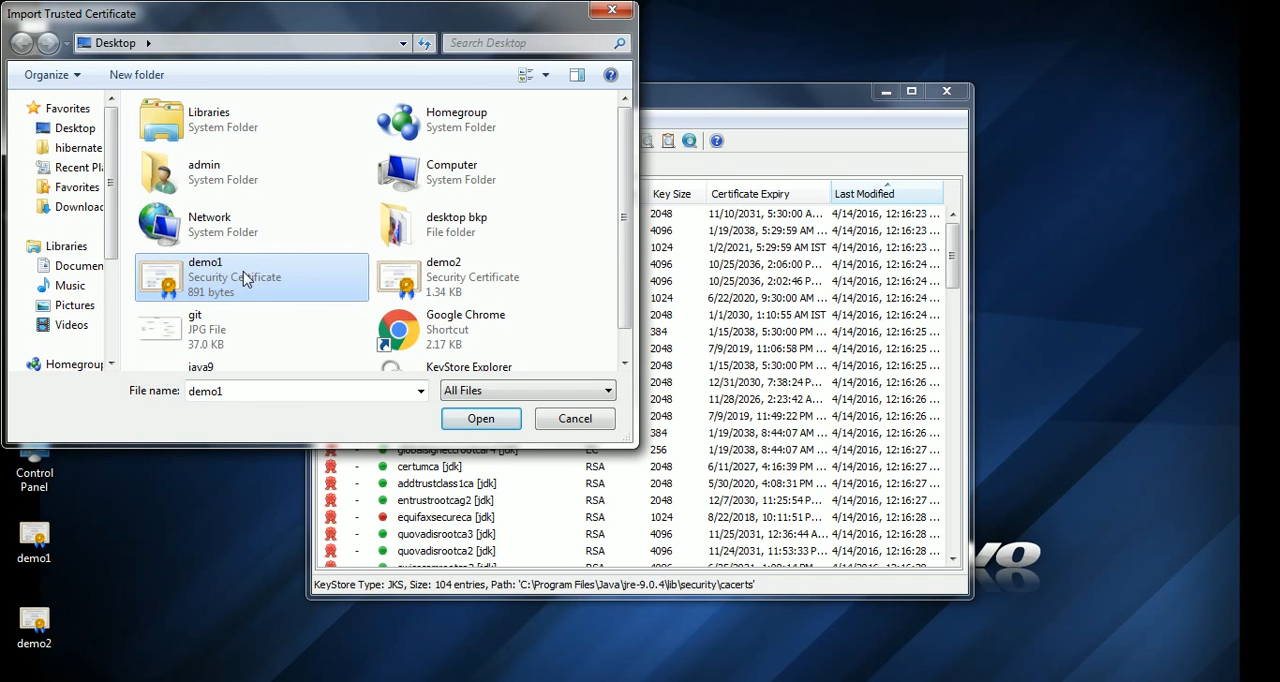 Import Trusted Certificate
Desktop
Search Desktop
Organize
New folder
Favorites
Desktop
hibernate
Recent Pl
Favorites
Download
Libraries
Documen
Music
Pictures
Videos
Homegroup
Libraries
System Folder
Homegroup
System Folder
admin
System Folder
Computer
System Folder
Network
System Folder
desktop bkp
File folder
demo1
Security Certificate
891 bytes
demo2
Security Certificate
1.34 KB
git
JPG File
37.0 KB
Google Chrome
Shortcut
2.17 KB
java9
KeyStore Explorer
File name: demo1
All Files
Open
Cancel
Key Size Certificate Expiry Last Modified
2048 11/10/2031, 5:30:00 A... 4/14/2016, 12:16:23 ...
4096 1/19/2038, 5:29:59 AM ... 4/14/2016, 12:16:23 ...
1024 1/2/2021, 5:29:59 AM IST 4/14/2016, 12:16:23 ...
4096 10/25/2036, 2:06:00 P... 4/14/2016, 12:16:24 ...
4096 10/25/2036, 2:02:46 P... 4/14/2016, 12:16:24 ...
1024 6/22/2020, 9:30:00 AM ... 4/14/2016, 12:16:24 ...
2048 1/1/2030, 1:10:55 AM IST 4/14/2016, 12:16:24 ...
384 1/15/2038, 5:30:00 PM ... 4/14/2016, 12:16:25 ...
2048 7/9/2019, 11:06:58 PM ... 4/14/2016, 12:16:25 ...
2048 1/15/2038, 5:30:00 PM ... 4/14/2016, 12:16:25 ...
2048 12/31/2030, 7:38:24 P... 4/14/2016, 12:16:26 ...
2048 11/28/2026, 2:23:42 A... 4/14/2016, 12:16:26 ...
2048 7/9/2019, 11:49:22 PM ... 4/14/2016, 12:16:26 ...
384 1/19/2038, 8:44:07 AM ... 4/14/2016, 12:16:26 ...
globalsigneccrootcar4 [jdk] EC 256 1/19/2038, 8:44:07 AM ... 4/14/2016, 12:16:26 ...
certumca [jdk] RSA 2048 6/11/2027, 4:16:39 PM ... 4/14/2016, 12:16:27 ...
addtrustclass1ca [jdk] RSA 2048 5/30/2020, 4:08:31 PM ... 4/14/2016, 12:16:27 ...
entrustrootcag2 [jdk] RSA 2048 12/7/2030, 11:25:54 P... 4/14/2016, 12:16:27 ...
equifaxsecureca [jdk] RSA 1024 8/22/2018, 10:11:51 P... 4/14/2016, 12:16:28 ...
quovadisrootca3 [jdk] RSA 4096 11/25/2031, 12:36:44 A... 4/14/2016, 12:16:28 ...
quovadisrootca2 [jdk] RSA 4096 11/24/2031, 11:53:33 P... 4/14/2016, 12:16:28 ...
KeyStore Type: JKS, Size: 104 entries, Path: 'C:\Program Files\Java\jre-9.0.4\lib\security\cacerts'
Control
Panel
demo1
demo2